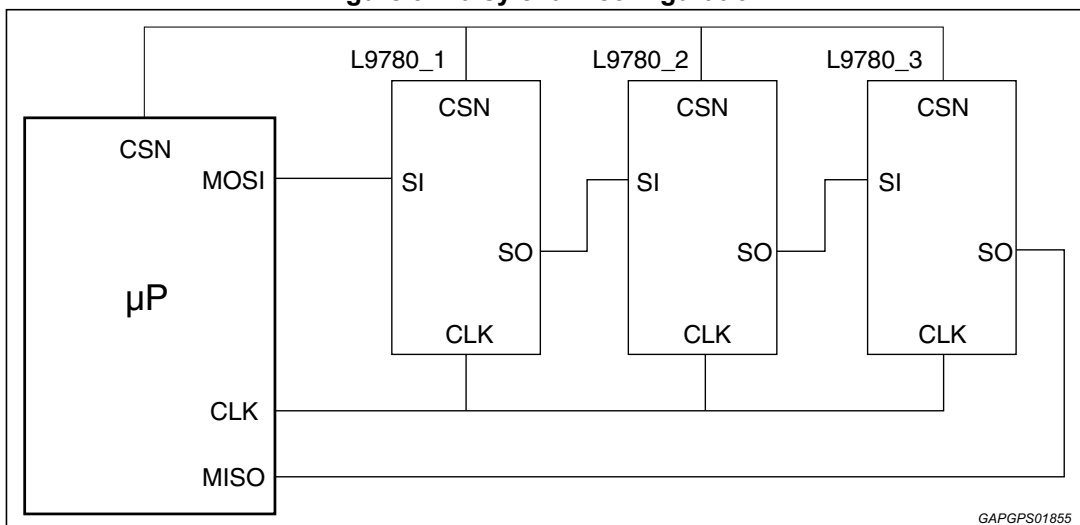 L9780_1
L9780_2
L9780_3
CSN
CSN
CSN
CSN
MOSI
SI
SI
SI
SO
SO
SO
µP
CLK
CLK
CLK
CLK
MISO
GAPGPS01855